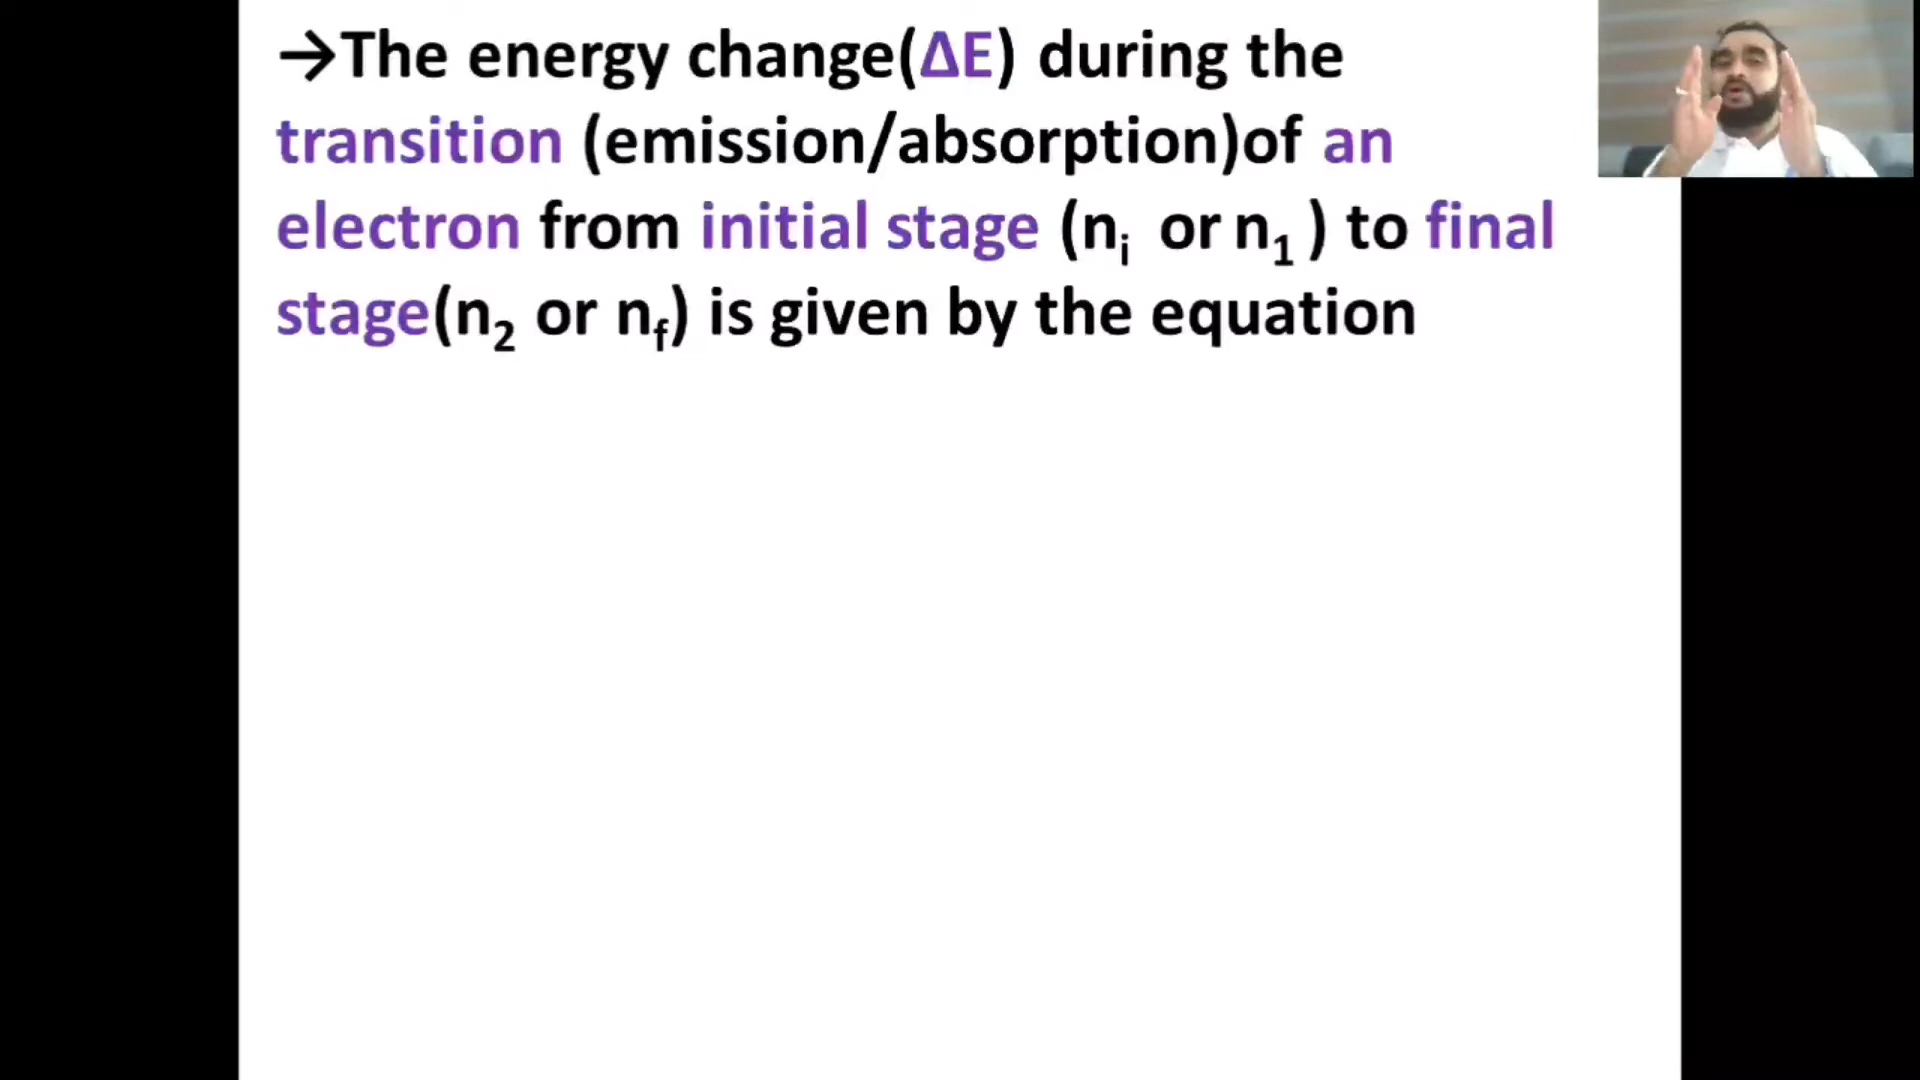 →The energy change(ΔE) during the
transition (emission/absorption)of an
electron from initial stage (nᵢ or n₁ ) to final
stage(n₂ or n_f) is given by the equation